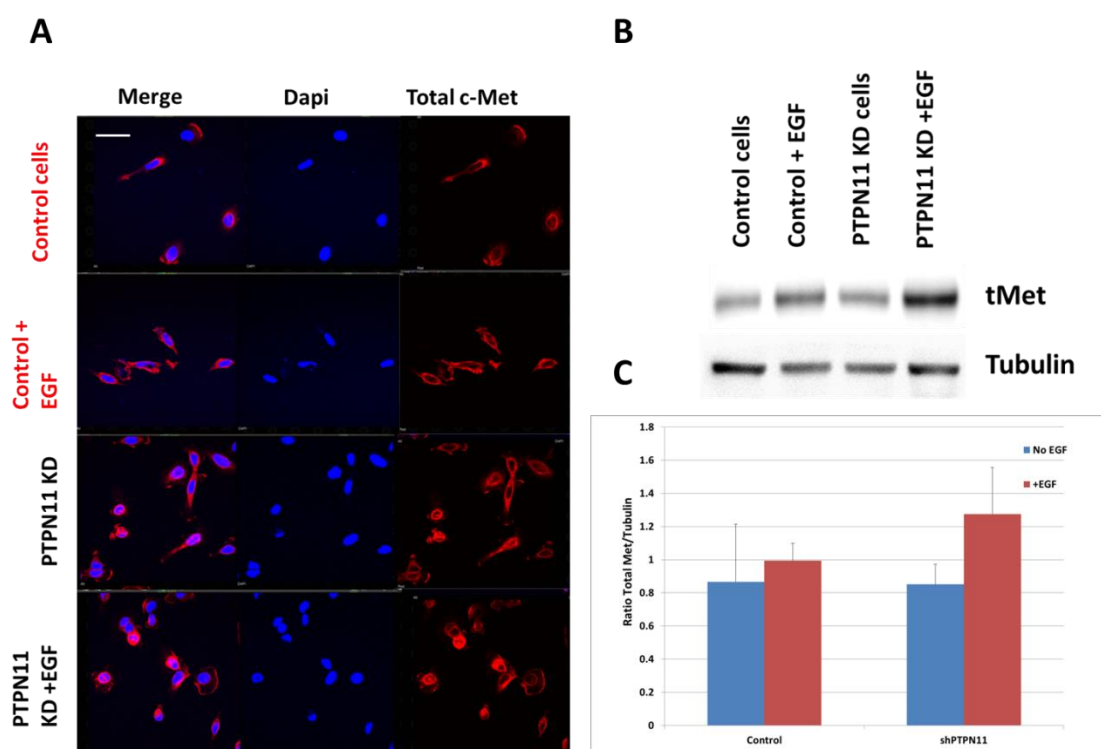 A
Merge
Dapi
Total c-Met
Control cells
Control +
EGF
PTPN11 KD
PTPN11
KD +EGF
B
Control cells
Control + EGF
PTPN11 KD cells
PTPN11 KD +EGF
tMet
Tubulin
C
Ratio Total Met/Tubulin
1.8
1.6
1.4
1.2
1
0.8
0.6
0.4
0.2
0
No EGF
+EGF
Control
shPTPN11